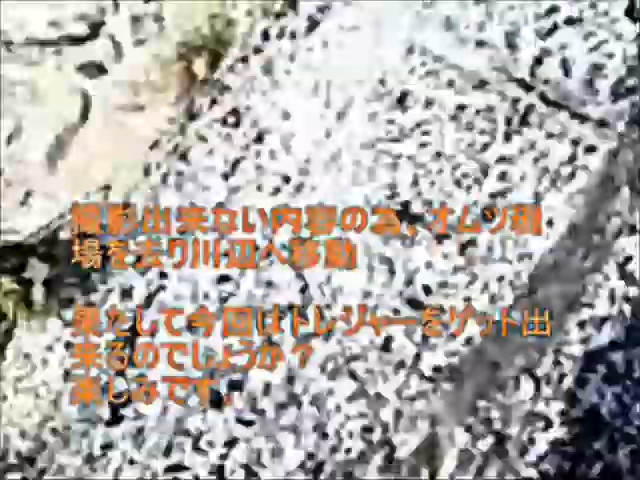 撮影出来ない内容の為、オムツ現
場を去り川辺へ移動
果たして今回はトレジャーをゲット出
来るのでしょうか？
楽しみです。